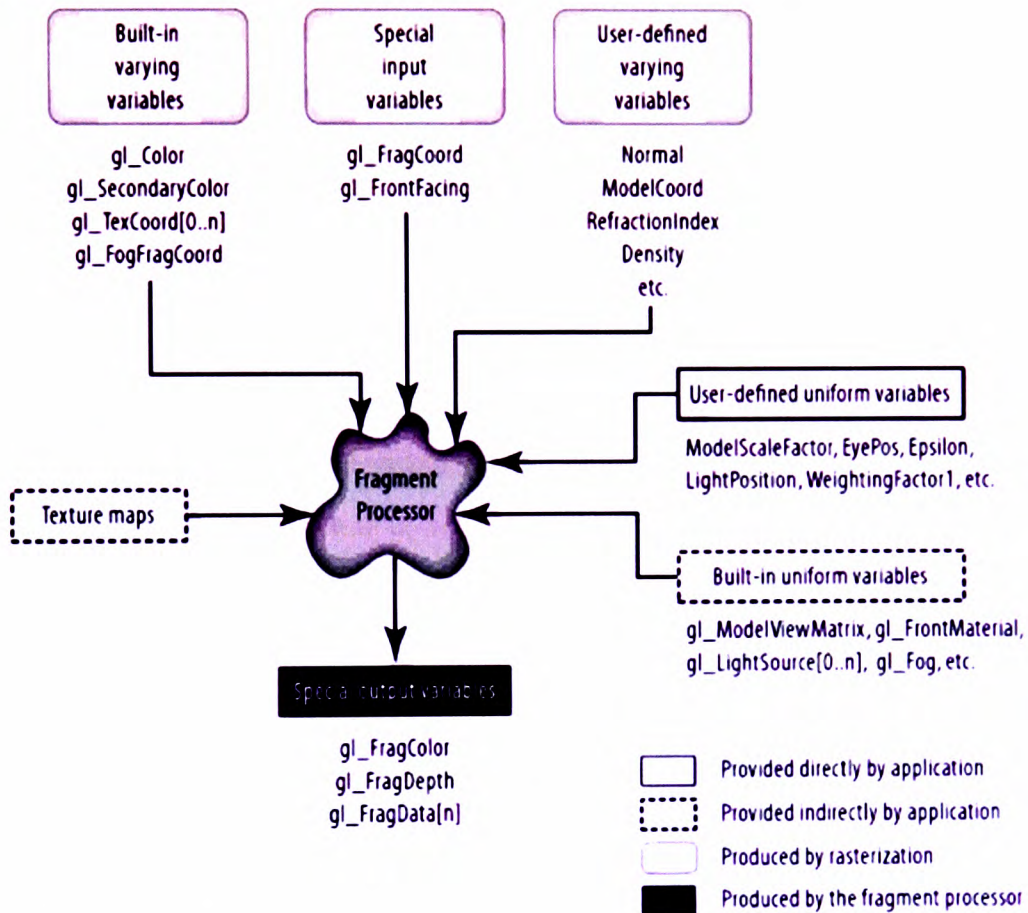 Built-in
varying
variables
Special
input
variables
User-defined
varying
variables
gl_Color
gl_SecondaryColor
gl_TexCoord[0..n]
gl_FogFragCoord
gl_FragCoord
gl_FrontFacing
Normal
ModelCoord
RefractionIndex
Density
etc.
User-defined uniform variables
ModelScaleFactor, EyePos, Epsilon,
LightPosition, WeightingFactor1, etc.
Fragment
Processor
Texture maps
Built-in uniform variables
gl_ModelViewMatrix, gl_FrontMaterial,
gl_LightSource[0..n], gl_Fog, etc.
Special output variables
gl_FragColor
gl_FragDepth
gl_FragData[n]
Provided directly by application
Provided indirectly by application
Produced by rasterization
Produced by the fragment processor